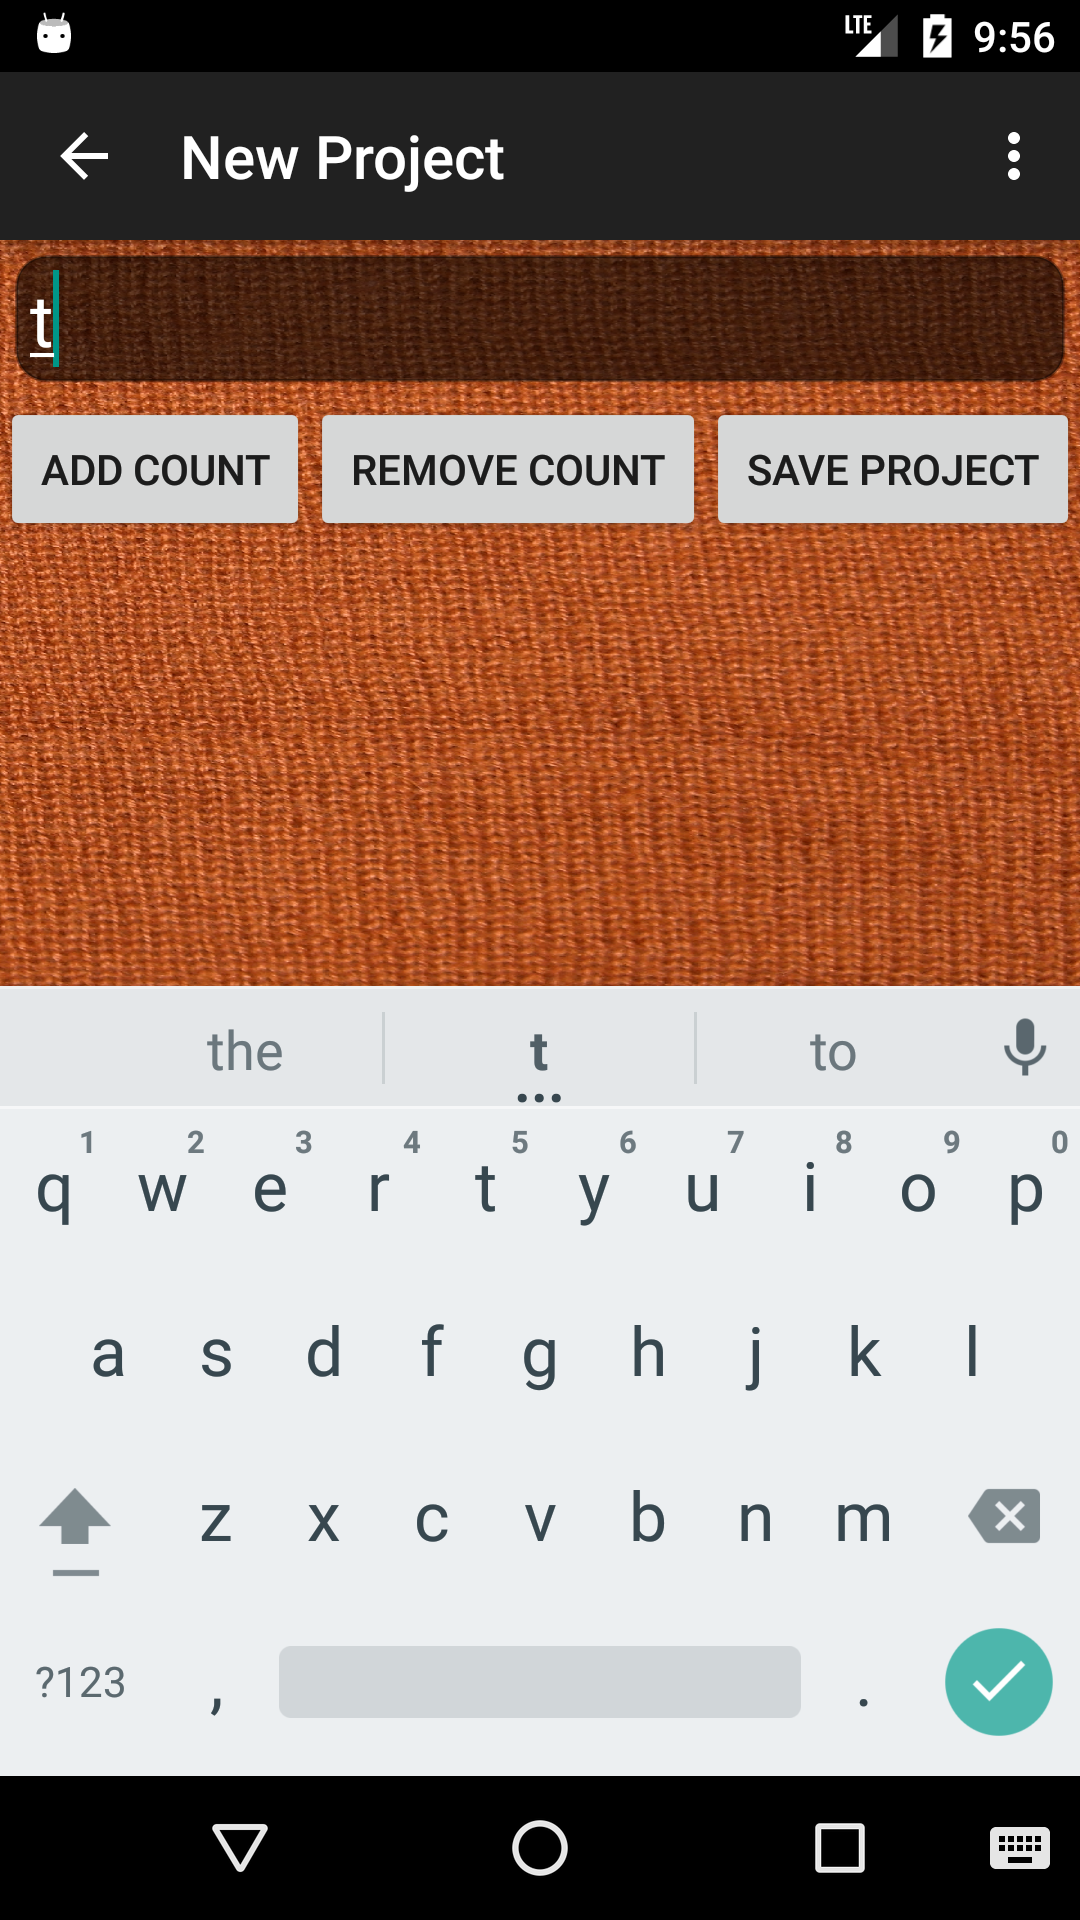 LTE 9:56
New Project
t
ADD COUNT REMOVE COUNT SAVE PROJECT
the t to
1 2 3 4 5 6 7 8 9 0
q w e r t y u i o p
a s d f g h j k l
z x c v b n m
?123 , .